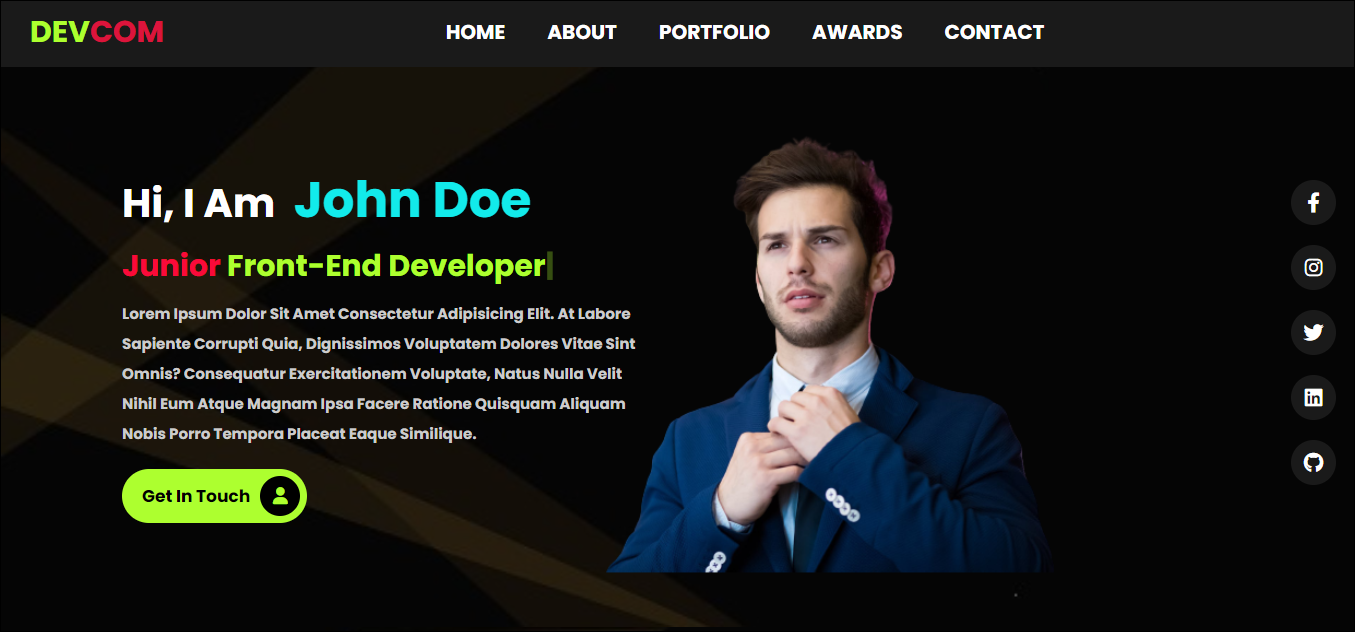 DEVCOM
HOME ABOUT PORTFOLIO AWARDS CONTACT
Hi, I Am John Doe
Junior Front-End Developer
Lorem Ipsum Dolor Sit Amet Consectetur Adipisicing Elit. At Labore
Sapiente Corrupti Quia, Dignissimos Voluptatem Dolores Vitae Sint
Omnis? Consequatur Exercitationem Voluptate, Natus Nulla Velit
Nihil Eum Atque Magnam Ipsa Facere Ratione Quisquam Aliquam
Nobis Porro Tempora Placeat Eaque Similique.
Get In Touch